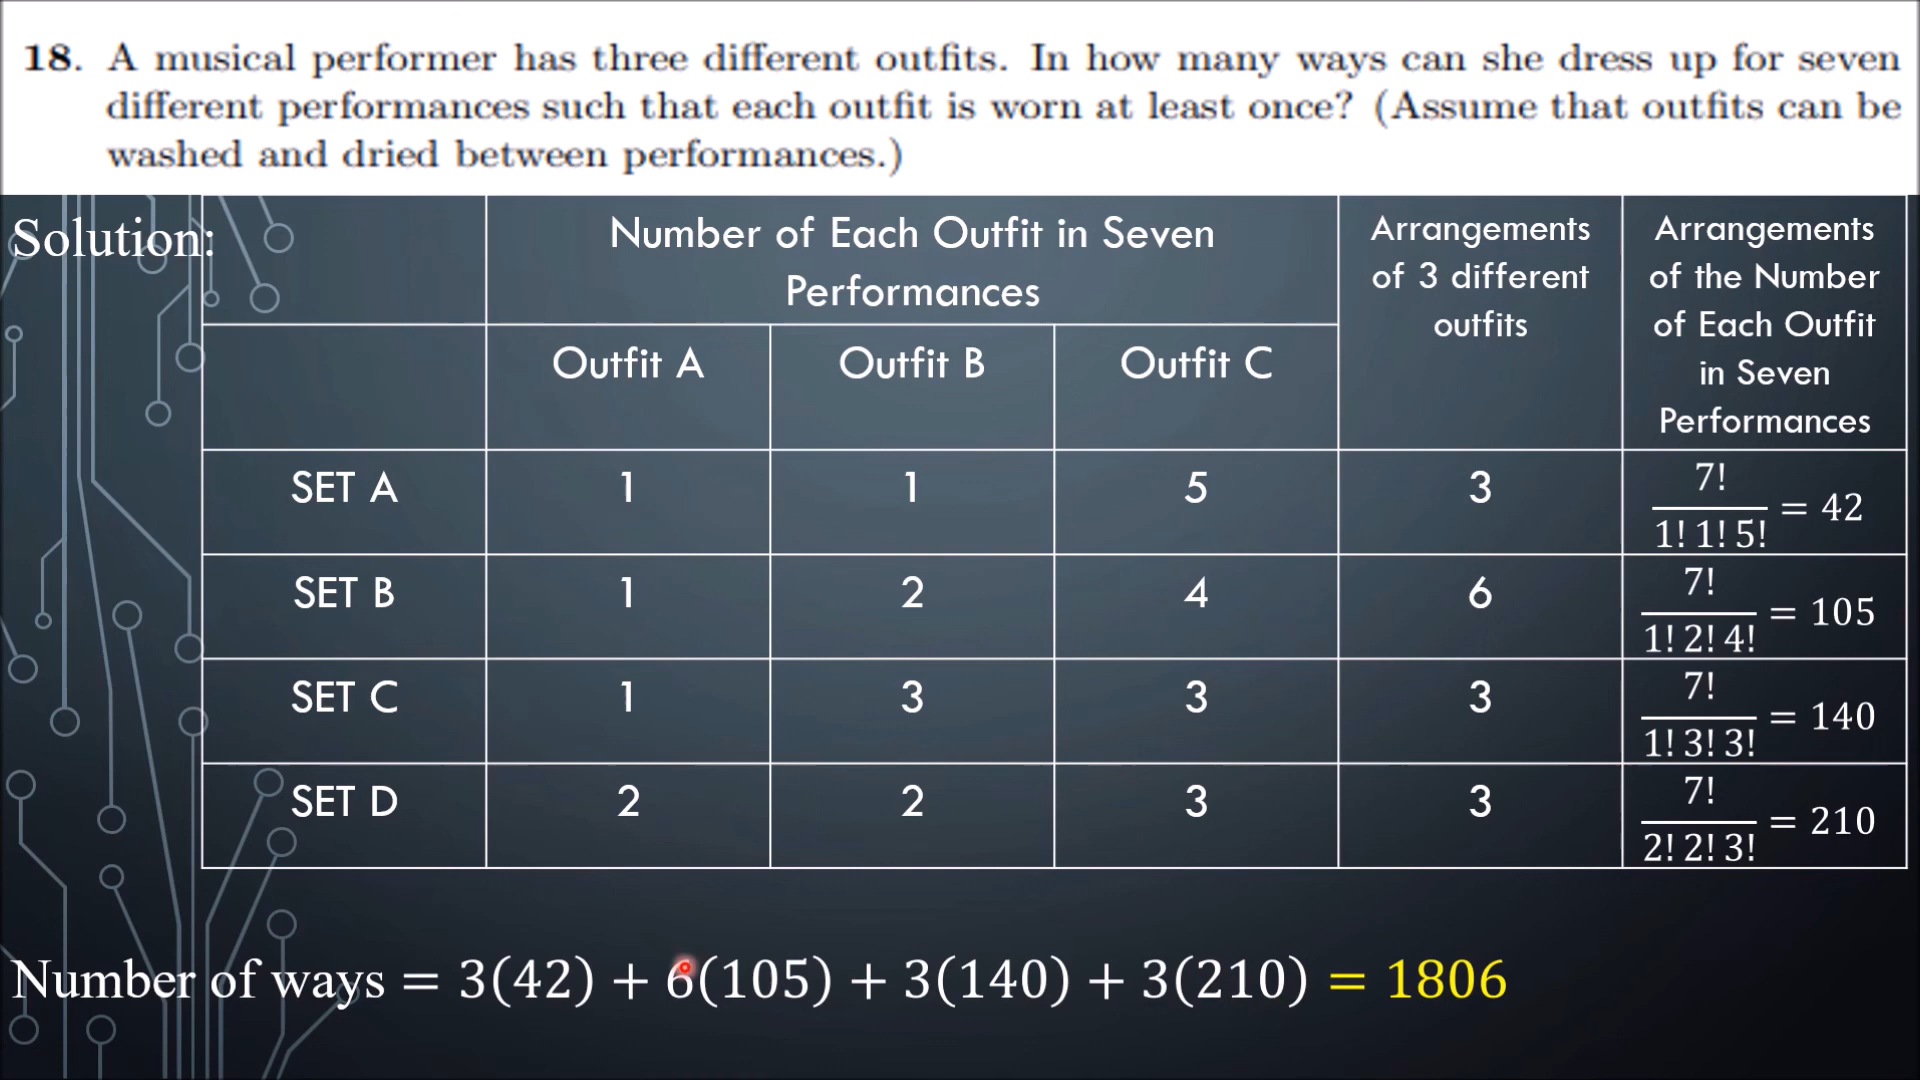 18. A musical performer has three different outfits. In how many ways can she dress up for seven
different performances such that each outfit is worn at least once? (Assume that outfits can be
washed and dried between performances.)
Solution:
Number of Each Outfit in Seven
Performances
Arrangements
of 3 different
outfits
Arrangements
of the Number
of Each Outfit
in Seven
Performances
Outfit A Outfit B Outfit C
SET A 1 1 5 3 7!/(1! 1! 5!) = 42
SET B 1 2 4 6 7!/(1! 2! 4!) = 105
SET C 1 3 3 3 7!/(1! 3! 3!) = 140
SET D 2 2 3 3 7!/(2! 2! 3!) = 210
Number of ways = 3(42) + 6(105) + 3(140) + 3(210) = 1806